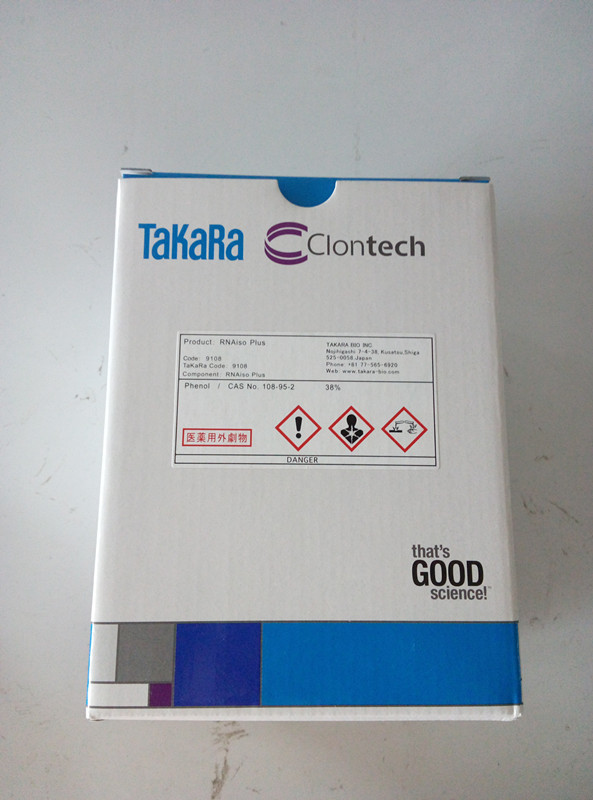 TaKaRa Clontech
Product: RNAiso Plus
Code: 9108
TaKaRa Code: 9108
Component: RNAiso Plus
TAKARA BIO INC.
Nojihigashi 7-4-38, Kusatsu, Shiga
525-0058 Japan
Phone: +81 77-565-6920
Web: www.takara-bio.com
Phenol / CAS No. 108-95-2 38%
医薬用外劇物
DANGER
that's
GOOD
science!